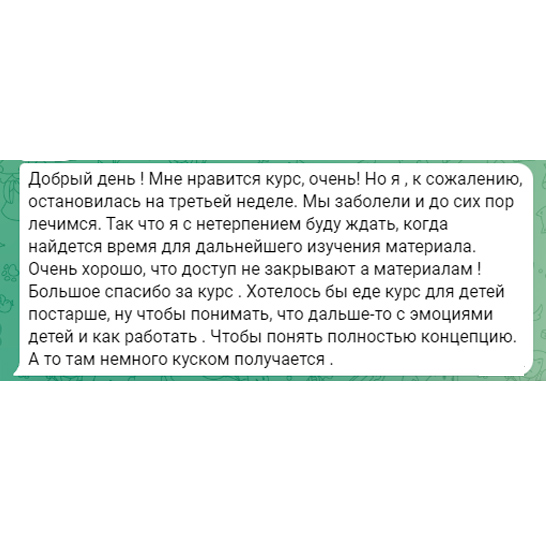 Добрый день ! Мне нравится курс, очень! Но я , к сожалению,
остановилась на третьей неделе. Мы заболели и до сих пор
лечимся. Так что я с нетерпением буду ждать, когда
найдется время для дальнейшего изучения материала.
Очень хорошо, что доступ не закрывают а материалам !
Большое спасибо за курс . Хотелось бы еде курс для детей
постарше, ну чтобы понимать, что дальше-то с эмоциями
детей и как работать . Чтобы понять полностью концепцию.
А то там немного куском получается .